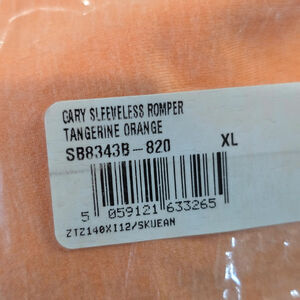 CARY SLEEVELESS ROMPER
TANGERINE ORANGE
SB8343B-820 XL
5 059121 633265
ZTZ140XI12/SKUEAN